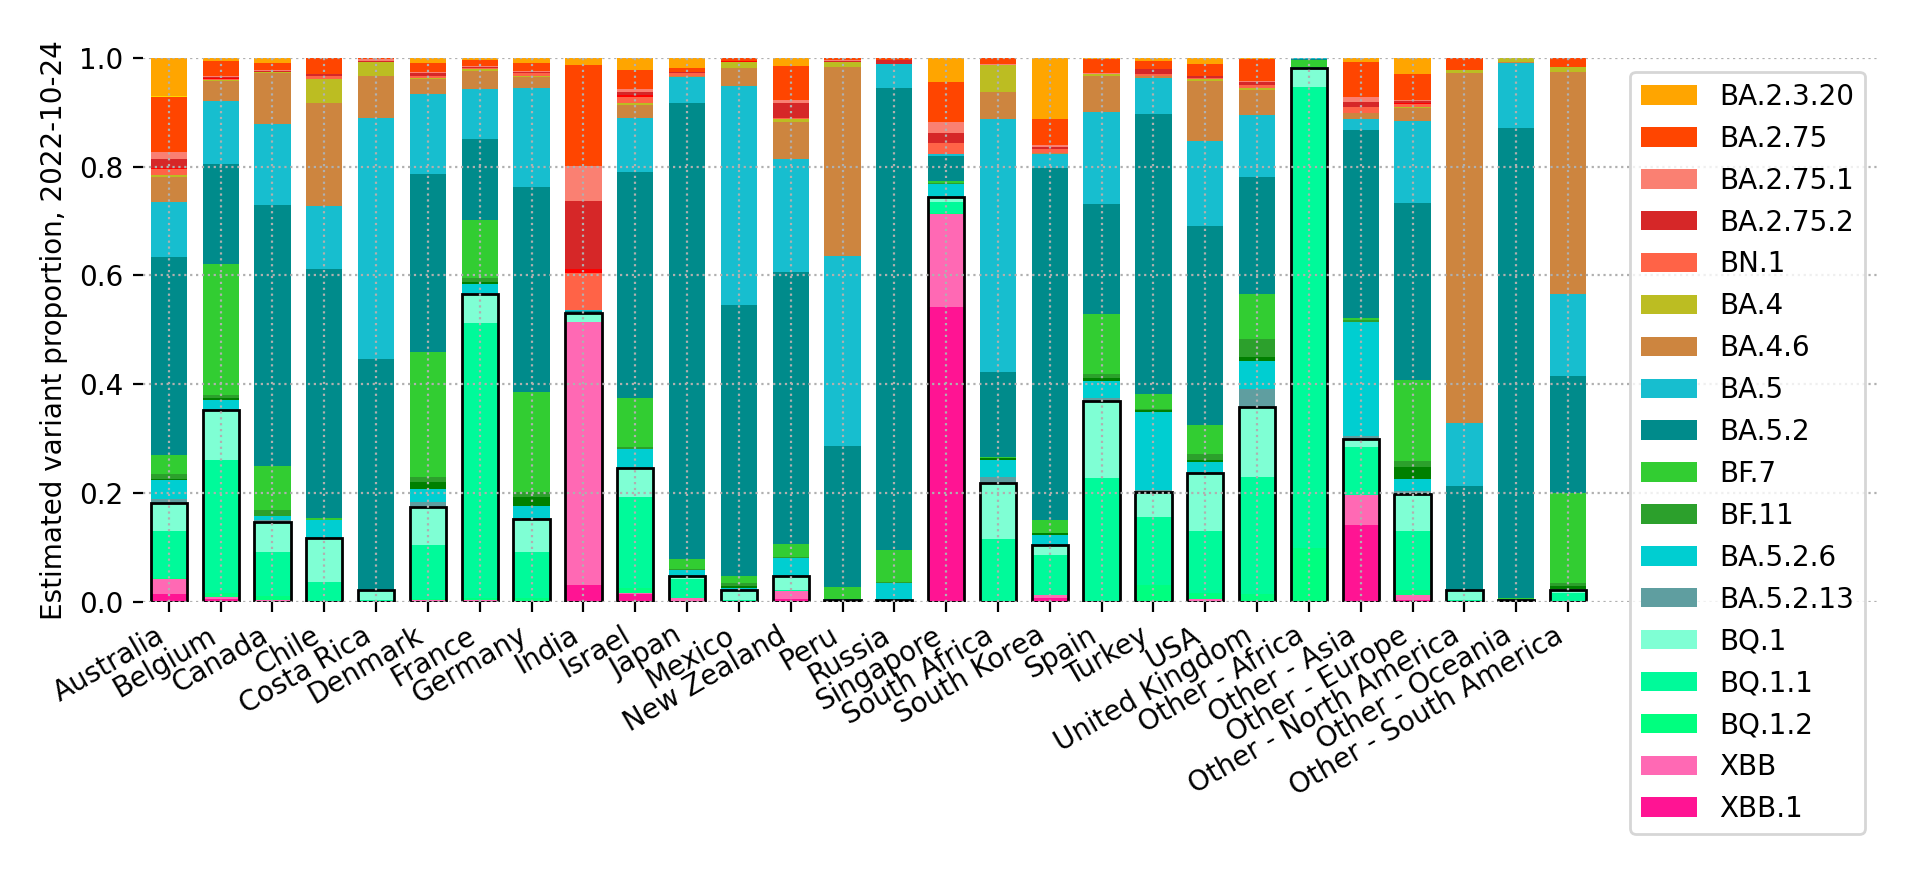 Estimated variant proportion, 2022-10-24
1.0
0.8
0.6
0.4
0.2
0.0
Australia
Belgium
Canada
Chile
Costa Rica
Denmark
France
Germany
India
Israel
Japan
Mexico
New Zealand
Peru
Russia
Singapore
South Africa
South Korea
Spain
Turkey
USA
United Kingdom
Other - Africa
Other - Asia
Other - Europe
Other - North America
Other - Oceania
Other - South America
BA.2.3.20
BA.2.75
BA.2.75.1
BA.2.75.2
BN.1
BA.4
BA.4.6
BA.5
BA.5.2
BF.7
BF.11
BA.5.2.6
BA.5.2.13
BQ.1
BQ.1.1
BQ.1.2
XBB
XBB.1